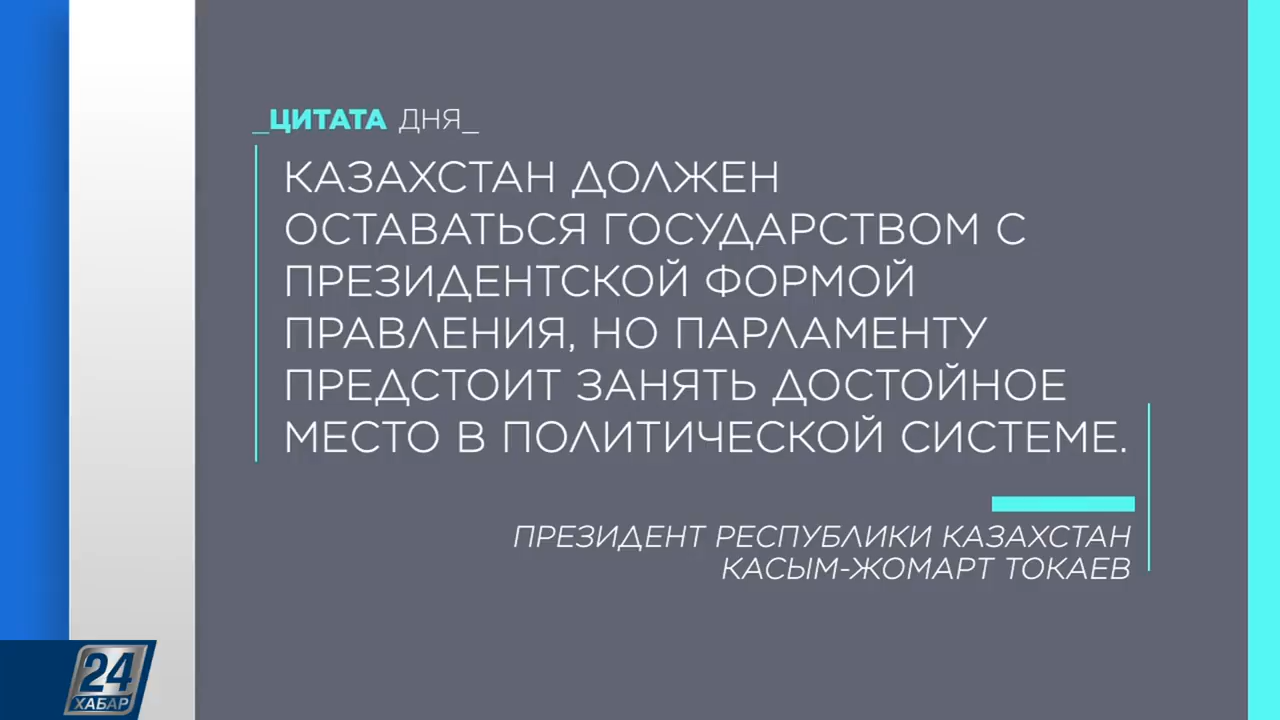 _ЦИТАТА ДНЯ_
КАЗАХСТАН ДОЛЖЕН
ОСТАВАТЬСЯ ГОСУДАРСТВОМ С
ПРЕЗИДЕНТСКОЙ ФОРМОЙ
ПРАВЛЕНИЯ, НО ПАРЛАМЕНТУ
ПРЕДСТОИТ ЗАНЯТЬ ДОСТОЙНОЕ
МЕСТО В ПОЛИТИЧЕСКОЙ СИСТЕМЕ.
ПРЕЗИДЕНТ РЕСПУБЛИКИ КАЗАХСТАН
КАСЫМ-ЖОМАРТ ТОКАЕВ
24
ХАБАР